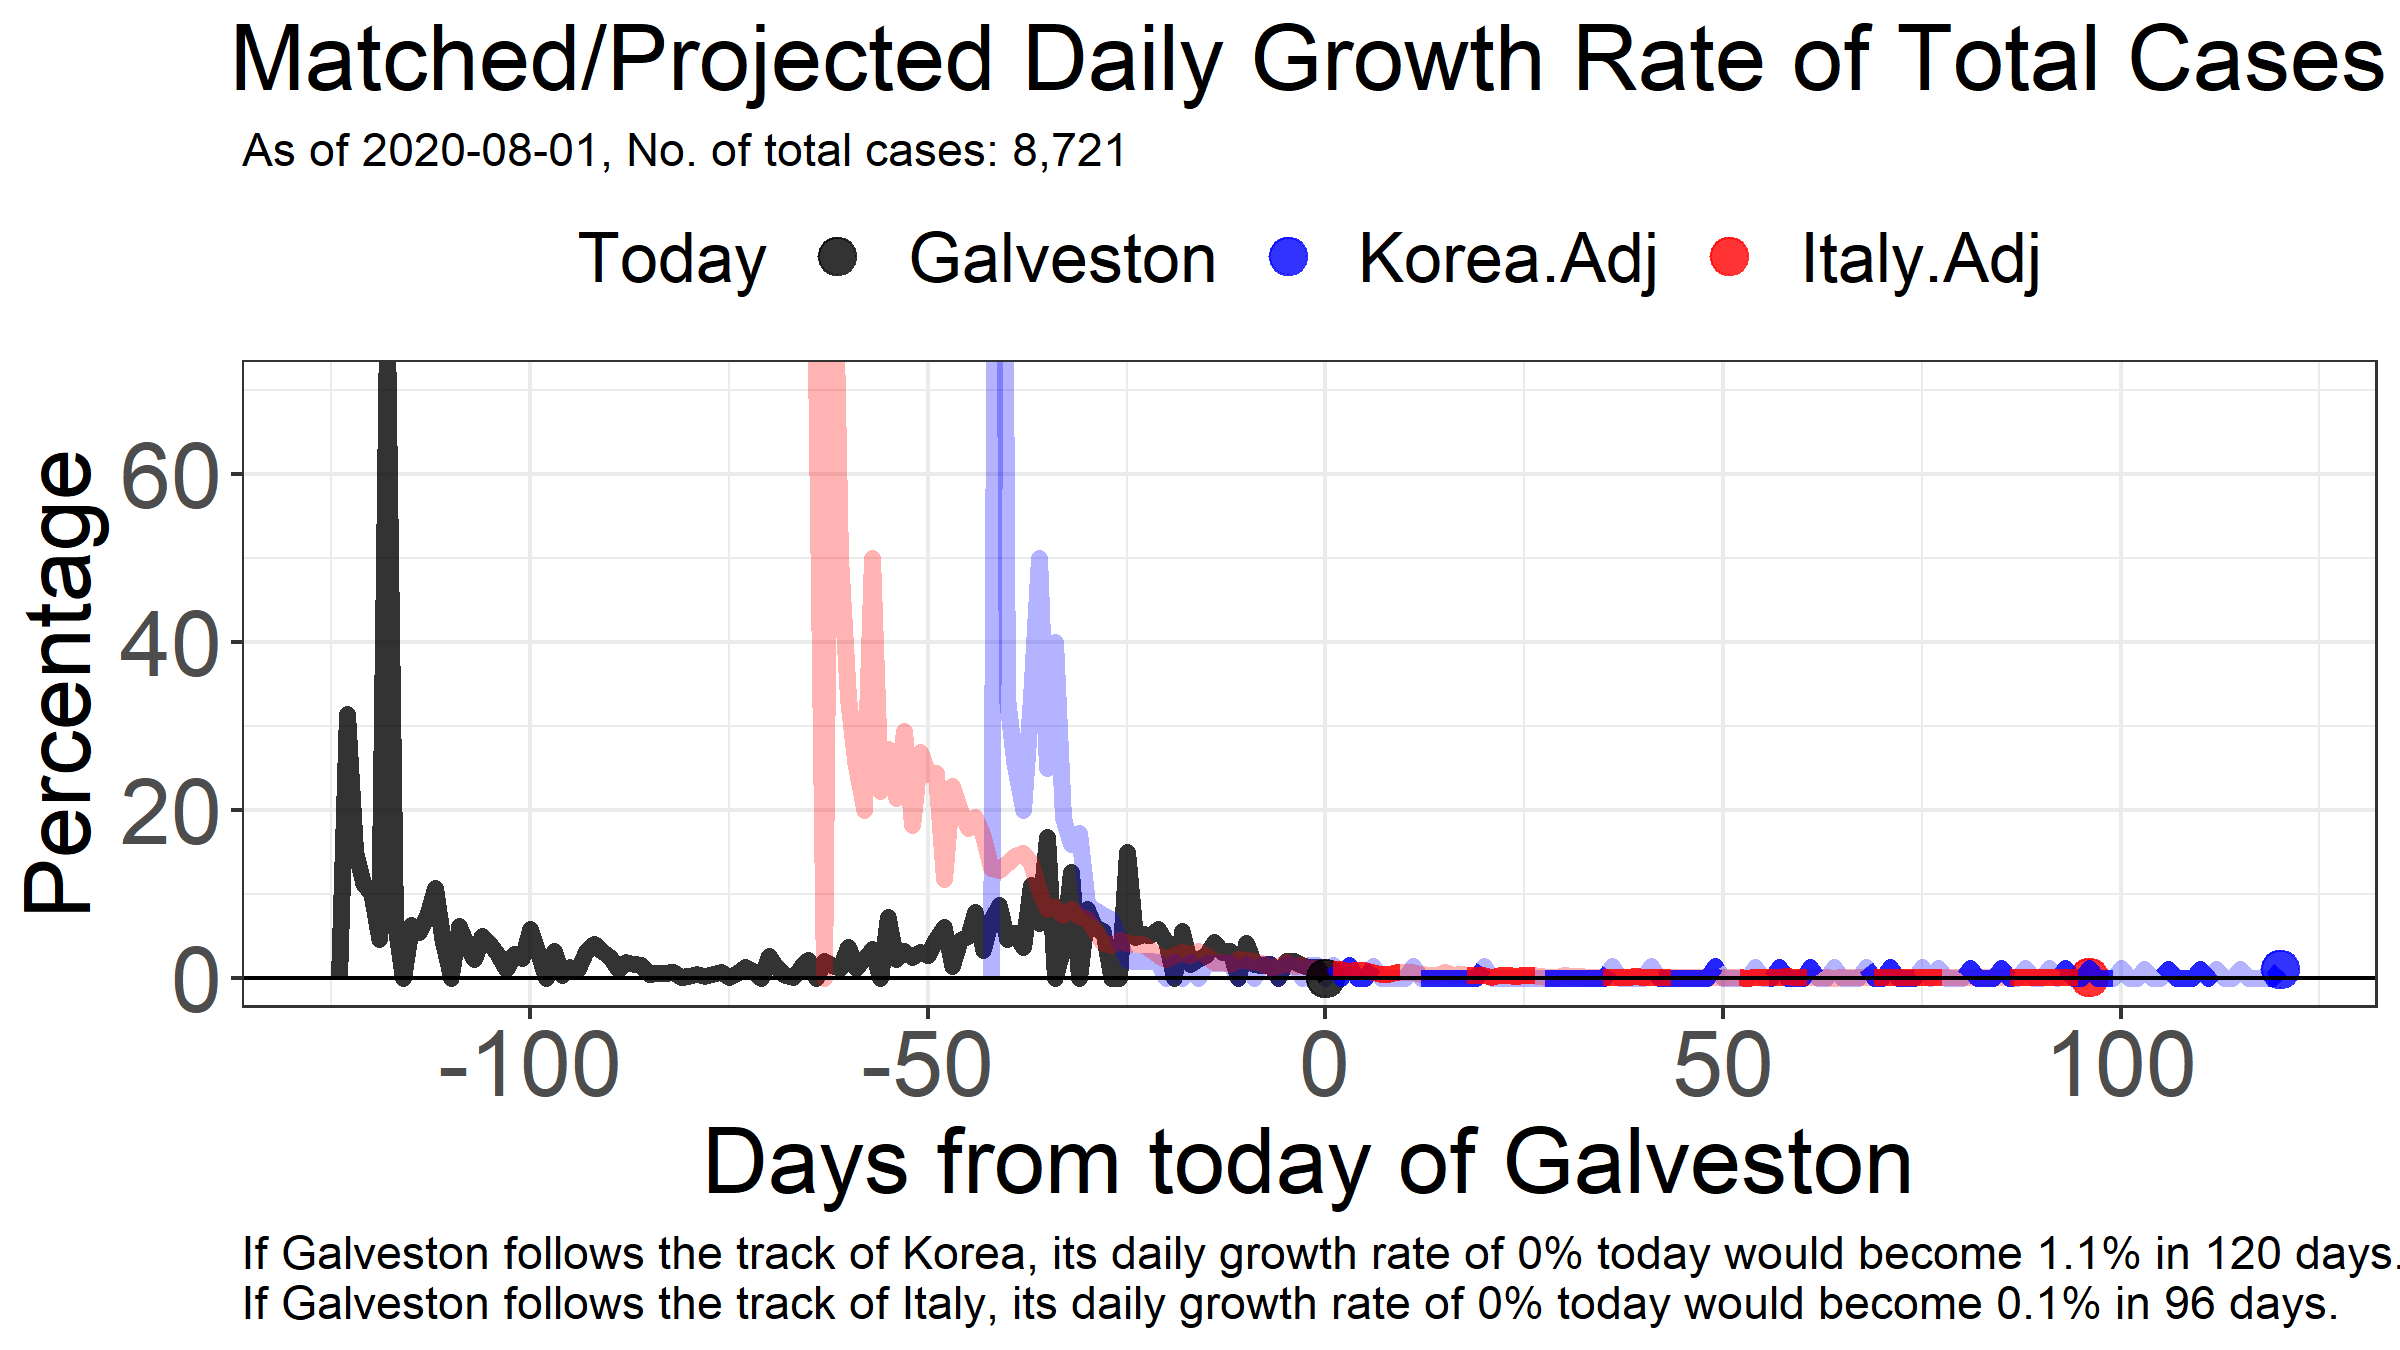 Matched/Projected Daily Growth Rate of Total Cases
As of 2020-08-01, No. of total cases: 8,721
Today Galveston Korea.Adj Italy.Adj
Percentage
60
40
20
0
-100 -50 0 50 100
Days from today of Galveston
If Galveston follows the track of Korea, its daily growth rate of 0% today would become 1.1% in 120 days.
If Galveston follows the track of Italy, its daily growth rate of 0% today would become 0.1% in 96 days.